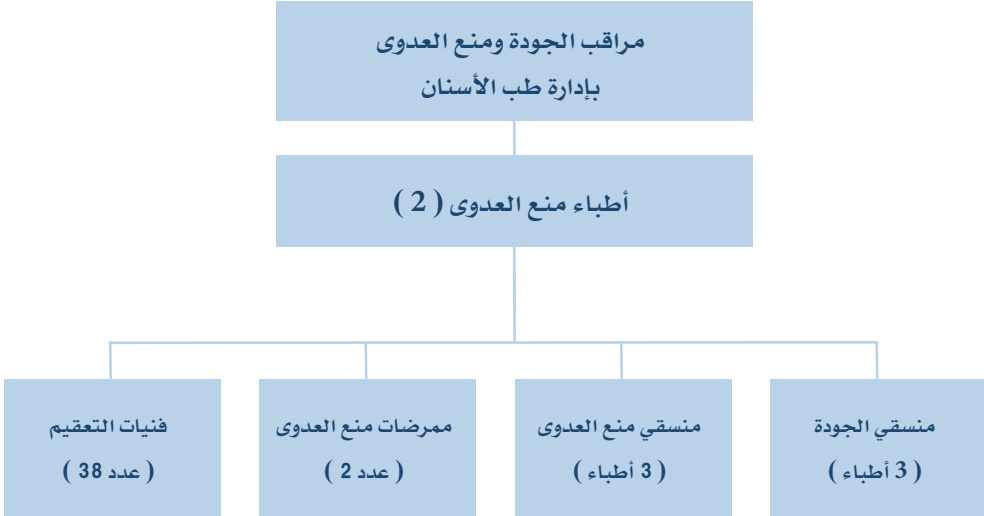 مراقب الجودة ومنع العدوى
بإدارة طب الأسنان
أطباء منع العدوى ( 2 )
منسقي الجودة
( 3 أطباء )
منسقي منع العدوى
( 3 أطباء )
ممرضات منع العدوى
( عدد 2 )
فنيات التعقيم
( عدد 38 )